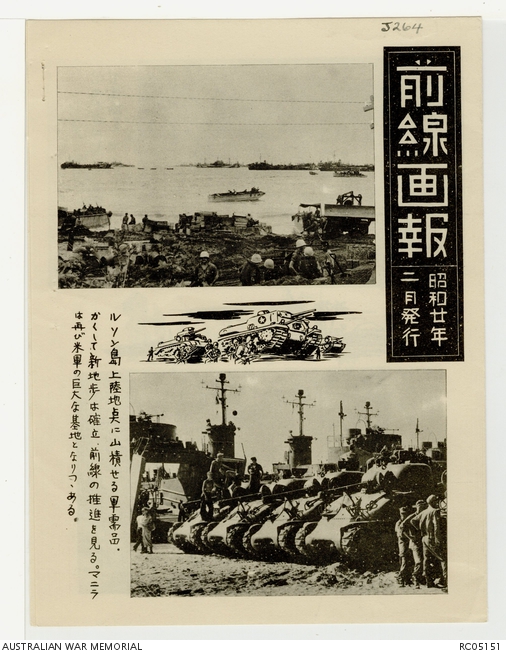 J264
前線画報
昭和廿年
二月発行
ルソン島上陸地点に山積せる軍需品。
かくして新地歩は確立、前線の推進を見る。マニラ
は再び米軍の巨大な基地となりつゝある。
AUSTRALIAN WAR MEMORIAL
RC05151